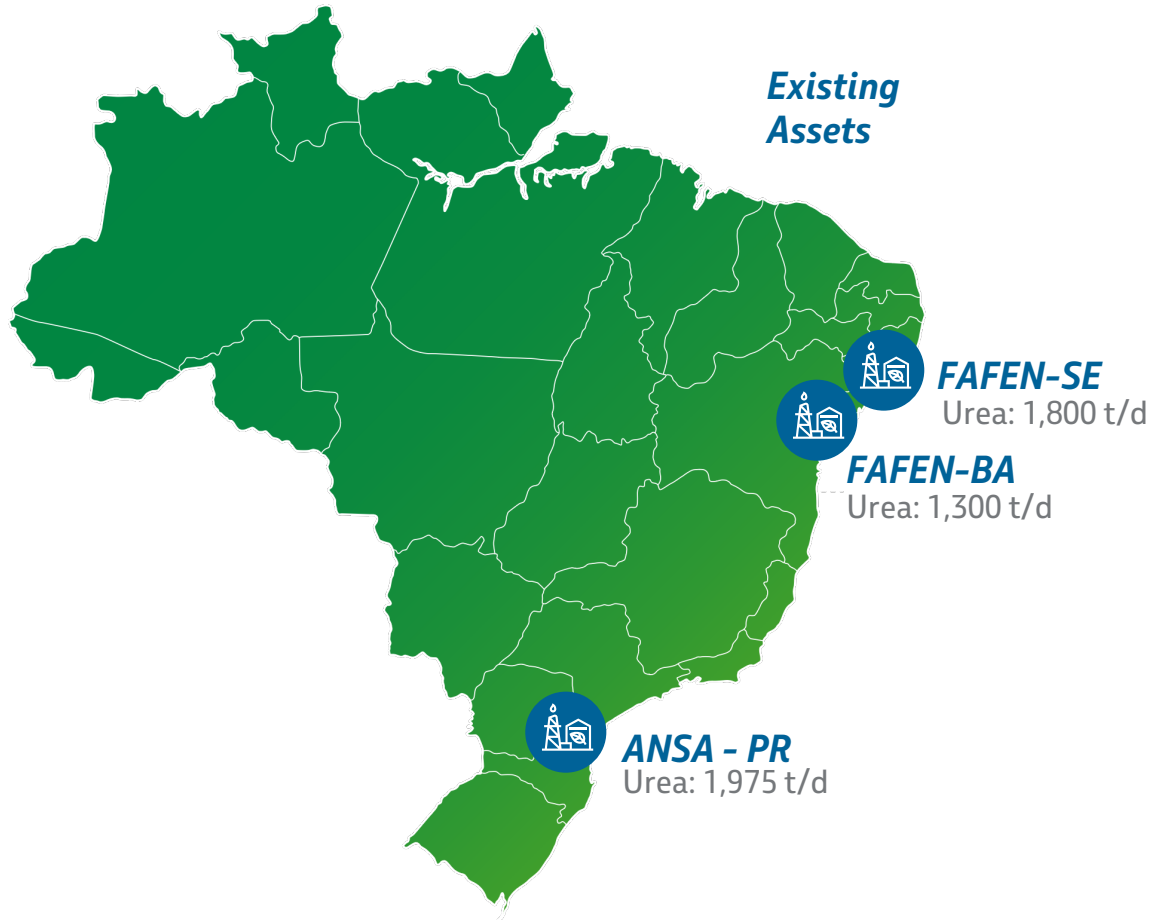 Existing
Assets
FAFEN-SE
Urea: 1,800 t/d
FAFEN-BA
Urea: 1,300 t/d
ANSA - PR
Urea: 1,975 t/d